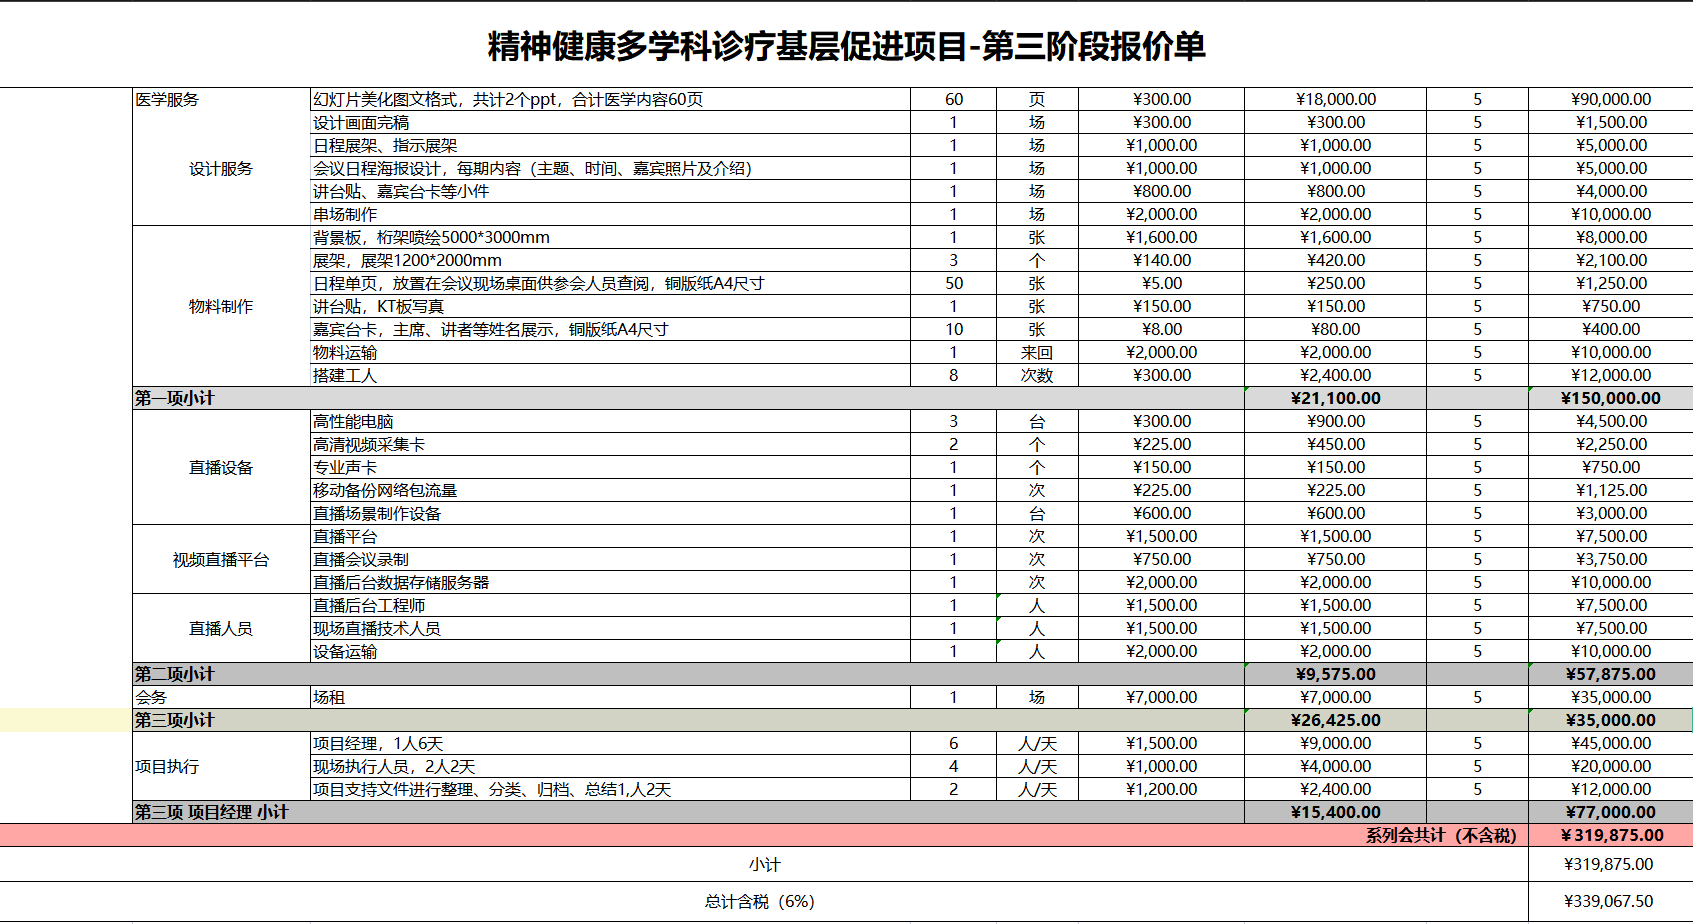 精神健康多学科诊疗基层促进项目-第三阶段报价单
医学服务 幻灯片美化图文格式，共计2个ppt，合计医学内容60页 60 页 ¥300.00 ¥18,000.00 5 ¥90,000.00
设计服务 设计画面完稿 1 场 ¥300.00 ¥300.00 5 ¥1,500.00
日程展架、指示展架 1 场 ¥1,000.00 ¥1,000.00 5 ¥5,000.00
会议日程海报设计，每期内容（主题、时间、嘉宾照片及介绍） 1 场 ¥1,000.00 ¥1,000.00 5 ¥5,000.00
讲台贴、嘉宾台卡等小件 1 场 ¥800.00 ¥800.00 5 ¥4,000.00
串场制作 1 场 ¥2,000.00 ¥2,000.00 5 ¥10,000.00
物料制作 背景板，桁架喷绘5000*3000mm 1 张 ¥1,600.00 ¥1,600.00 5 ¥8,000.00
展架，展架1200*2000mm 3 个 ¥140.00 ¥420.00 5 ¥2,100.00
日程单页，放置在会议现场桌面供参会人员查阅，铜版纸A4尺寸 50 张 ¥5.00 ¥250.00 5 ¥1,250.00
讲台贴，KT板写真 1 张 ¥150.00 ¥150.00 5 ¥750.00
嘉宾台卡，主席、讲者等姓名展示，铜版纸A4尺寸 10 张 ¥8.00 ¥80.00 5 ¥400.00
物料运输 1 来回 ¥2,000.00 ¥2,000.00 5 ¥10,000.00
搭建工人 8 次数 ¥300.00 ¥2,400.00 5 ¥12,000.00
第一项小计 ¥21,100.00 ¥150,000.00
直播设备 高性能电脑 3 台 ¥300.00 ¥900.00 5 ¥4,500.00
高清视频采集卡 2 个 ¥225.00 ¥450.00 5 ¥2,250.00
专业声卡 1 个 ¥150.00 ¥150.00 5 ¥750.00
移动备份网络包流量 1 次 ¥225.00 ¥225.00 5 ¥1,125.00
直播场景制作设备 1 台 ¥600.00 ¥600.00 5 ¥3,000.00
视频直播平台 直播平台 1 次 ¥1,500.00 ¥1,500.00 5 ¥7,500.00
直播会议录制 1 次 ¥750.00 ¥750.00 5 ¥3,750.00
直播后台数据存储服务器 1 次 ¥2,000.00 ¥2,000.00 5 ¥10,000.00
直播人员 直播后台工程师 1 人 ¥1,500.00 ¥1,500.00 5 ¥7,500.00
现场直播技术人员 1 人 ¥1,500.00 ¥1,500.00 5 ¥7,500.00
设备运输 1 人 ¥2,000.00 ¥2,000.00 5 ¥10,000.00
第二项小计 ¥9,575.00 ¥57,875.00
会务 场租 1 场 ¥7,000.00 ¥7,000.00 5 ¥35,000.00
第三项小计 ¥26,425.00 ¥35,000.00
项目执行 项目经理，1人6天 6 人/天 ¥1,500.00 ¥9,000.00 5 ¥45,000.00
现场执行人员，2人2天 4 人/天 ¥1,000.00 ¥4,000.00 5 ¥20,000.00
项目支持文件进行整理、分类、归档、总结1,人2天 2 人/天 ¥1,200.00 ¥2,400.00 5 ¥12,000.00
第三项 项目经理 小计 ¥15,400.00 ¥77,000.00
系列会共计（不含税） ¥319,875.00
小计 ¥319,875.00
总计含税（6%） ¥339,067.50